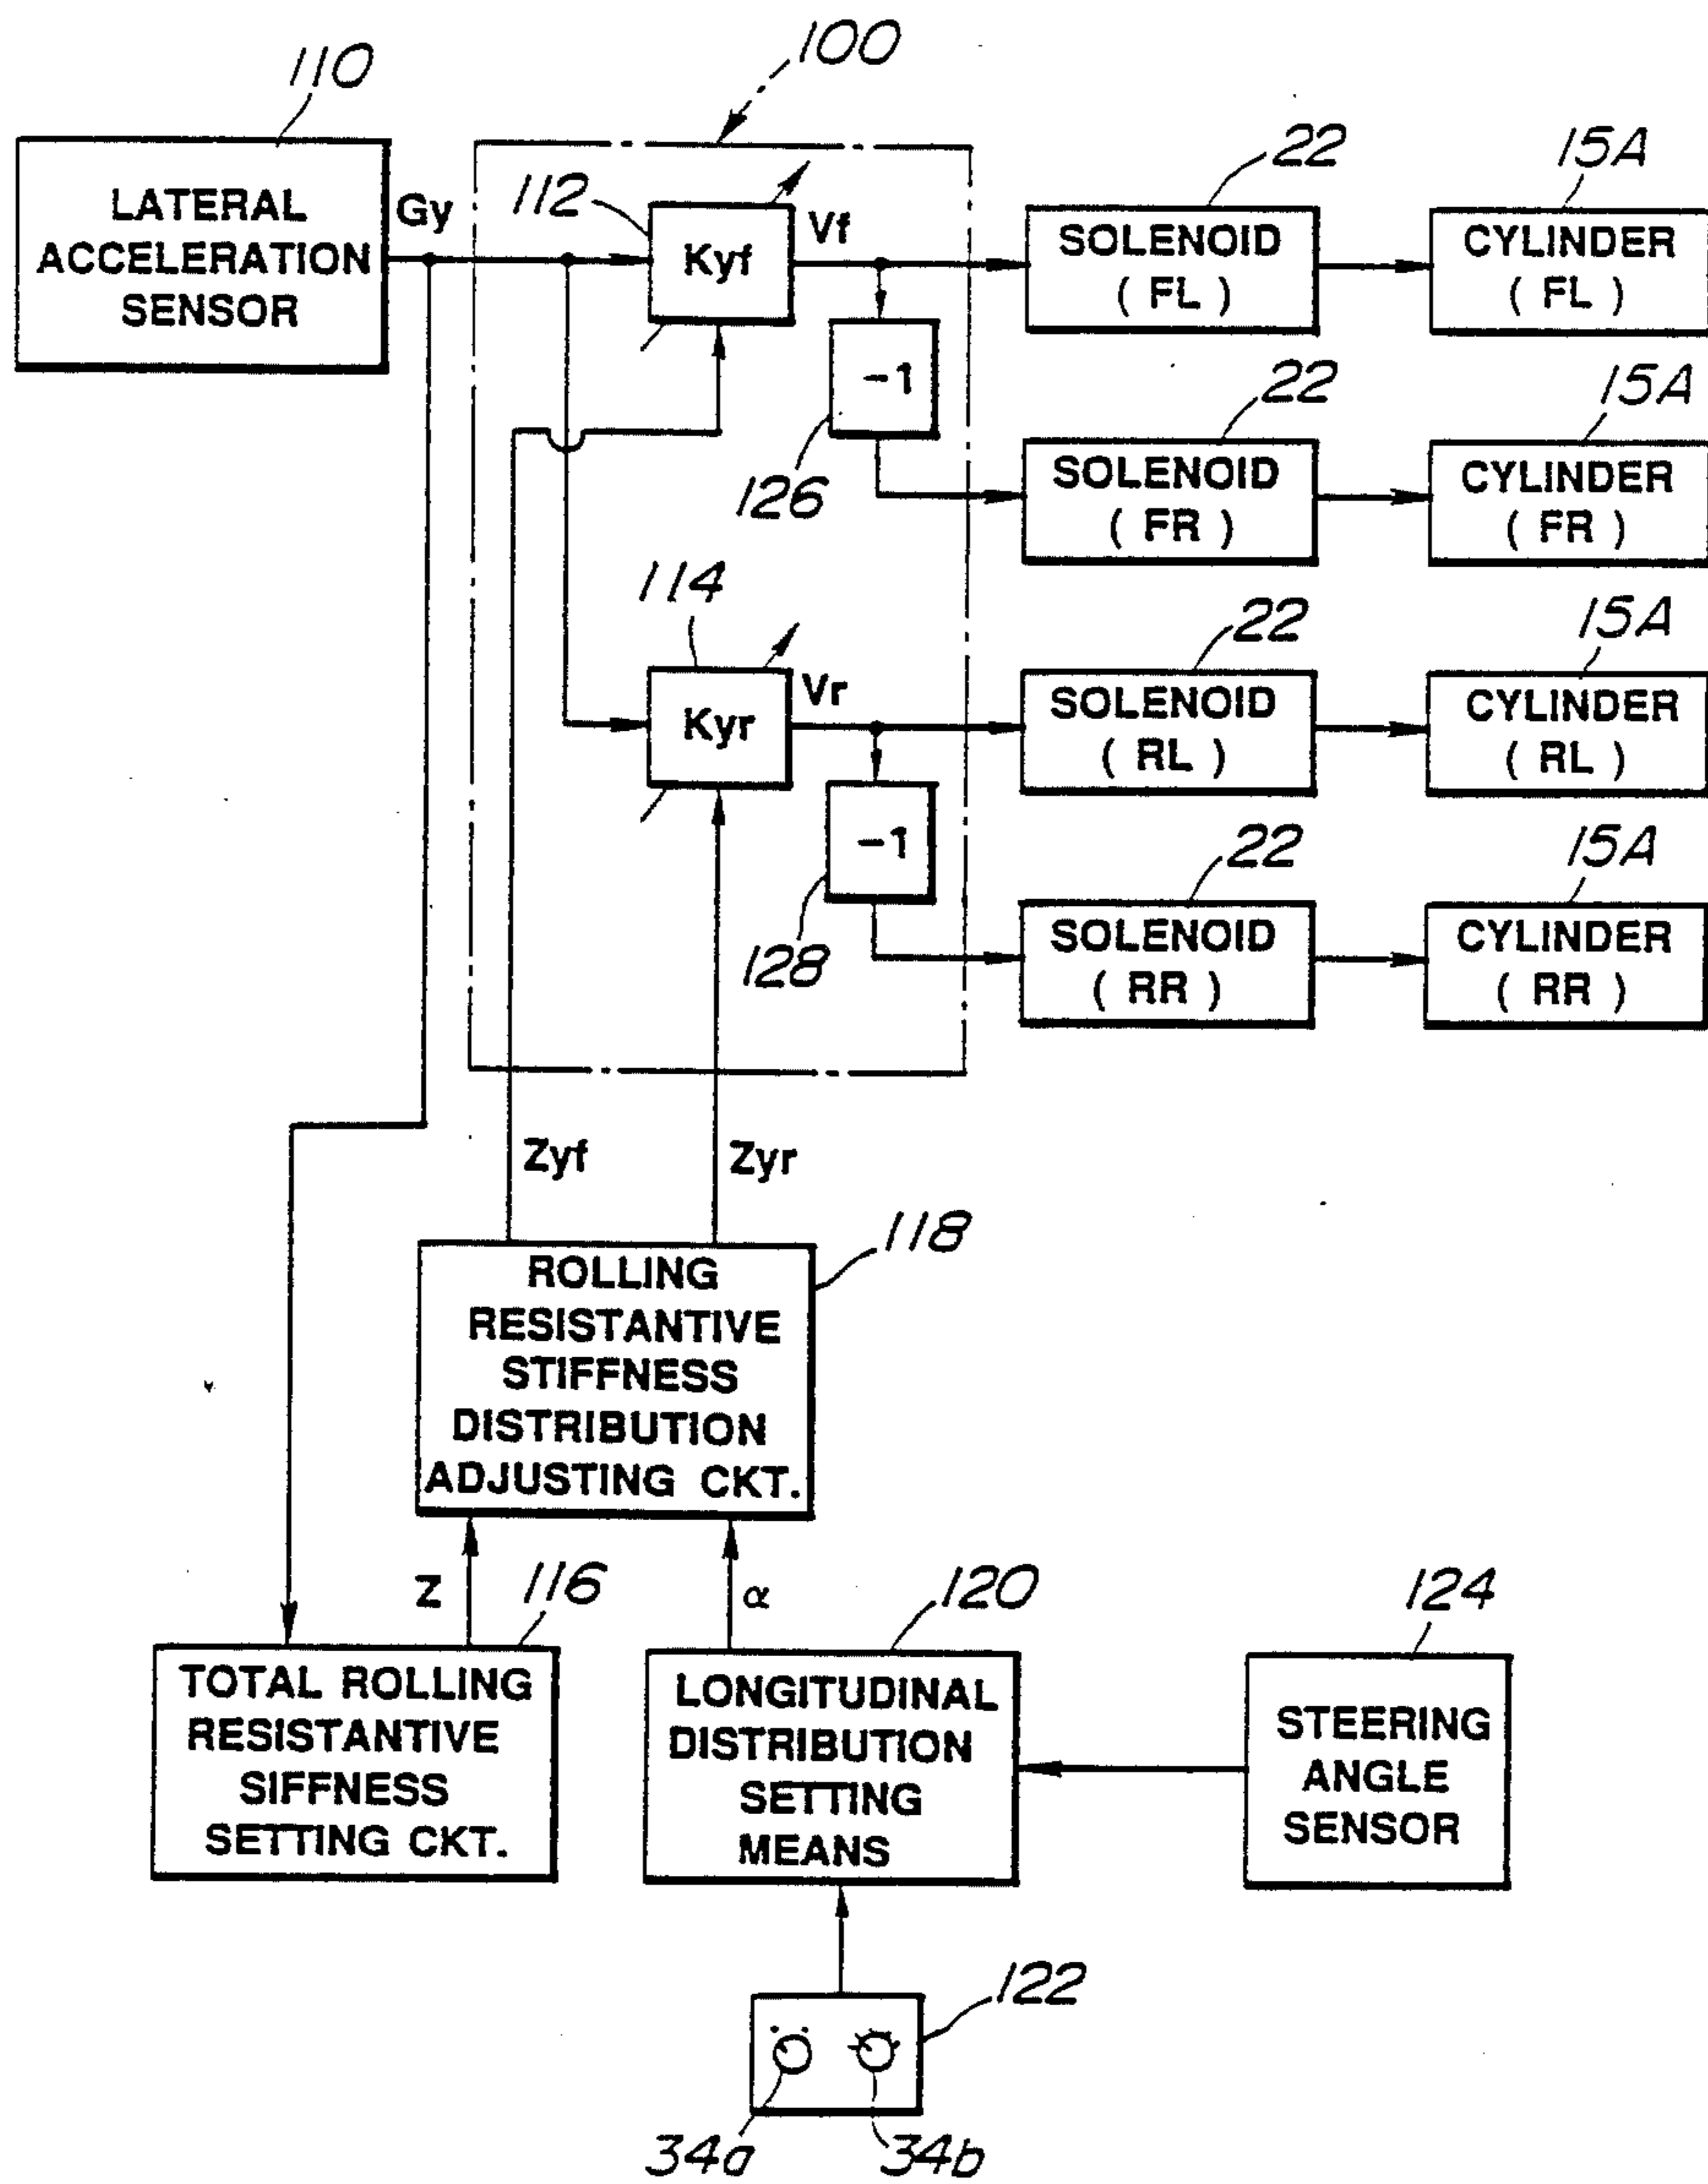 100
110
22
15A
LATERAL
ACCELERATION
SENSOR
Gy
112
Kyf
Vf
SOLENOID
( FL )
CYLINDER
( FL )
-1
126
22
15A
SOLENOID
( FR )
CYLINDER
( FR )
114
Kyr
Vr
22
15A
SOLENOID
( RL )
CYLINDER
( RL )
-1
128
22
15A
SOLENOID
( RR )
CYLINDER
( RR )
Zyf
Zyr
118
ROLLING
RESISTANTIVE
STIFFNESS
DISTRIBUTION
ADJUSTING CKT.
Z
116
α
120
124
TOTAL ROLLING
RESISTANTIVE
SIFFNESS
SETTING CKT.
LONGITUDINAL
DISTRIBUTION
SETTING
MEANS
STEERING
ANGLE
SENSOR
122
34a
34b